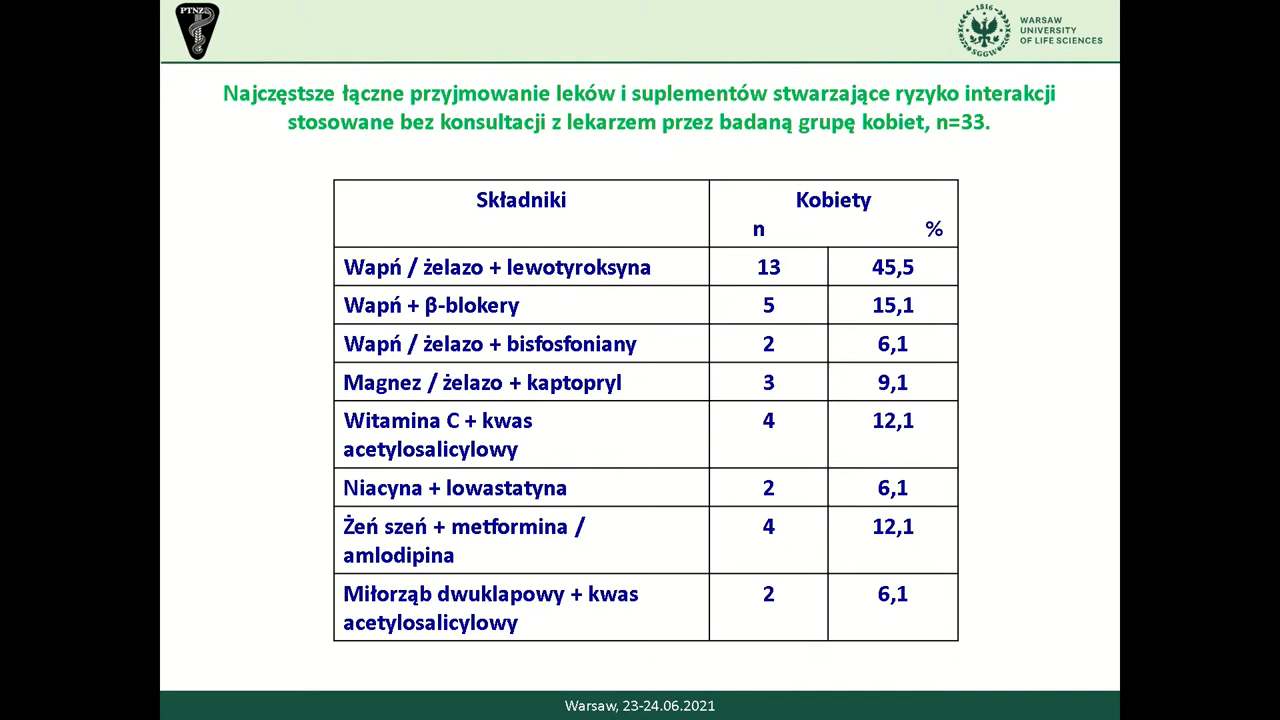 PTNZ
1816
SGGW
WARSAW
UNIVERSITY
OF LIFE SCIENCES
Najczęstsze łączne przyjmowanie leków i suplementów stwarzające ryzyko interakcji
stosowane bez konsultacji z lekarzem przez badaną grupę kobiet, n=33.
Składniki Kobiety
n %
Wapń / żelazo + lewotyroksyna 13 45,5
Wapń + β-blokery 5 15,1
Wapń / żelazo + bisfosfoniany 2 6,1
Magnez / żelazo + kaptopryl 3 9,1
Witamina C + kwas 4 12,1
acetylosalicylowy
Niacyna + lowastatyna 2 6,1
Żeń szeń + metformina / 4 12,1
amlodipina
Miłorząb dwuklapowy + kwas 2 6,1
acetylosalicylowy
Warsaw, 23-24.06.2021